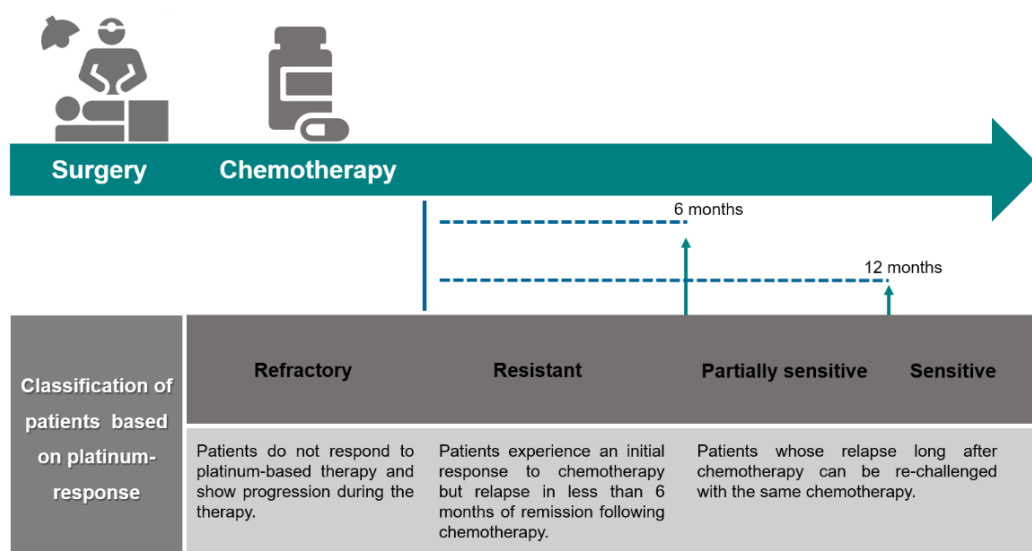 Surgery
Chemotherapy
6 months
12 months
Classification of
patients based
on platinum-
response
Refractory
Resistant
Partially sensitive
Sensitive
Patients do not respond to
platinum-based therapy and
show progression during the
therapy.
Patients experience an initial
response to chemotherapy
but relapse in less than 6
months of remission following
chemotherapy.
Patients whose relapse long after
chemotherapy can be re-challenged
with the same chemotherapy.